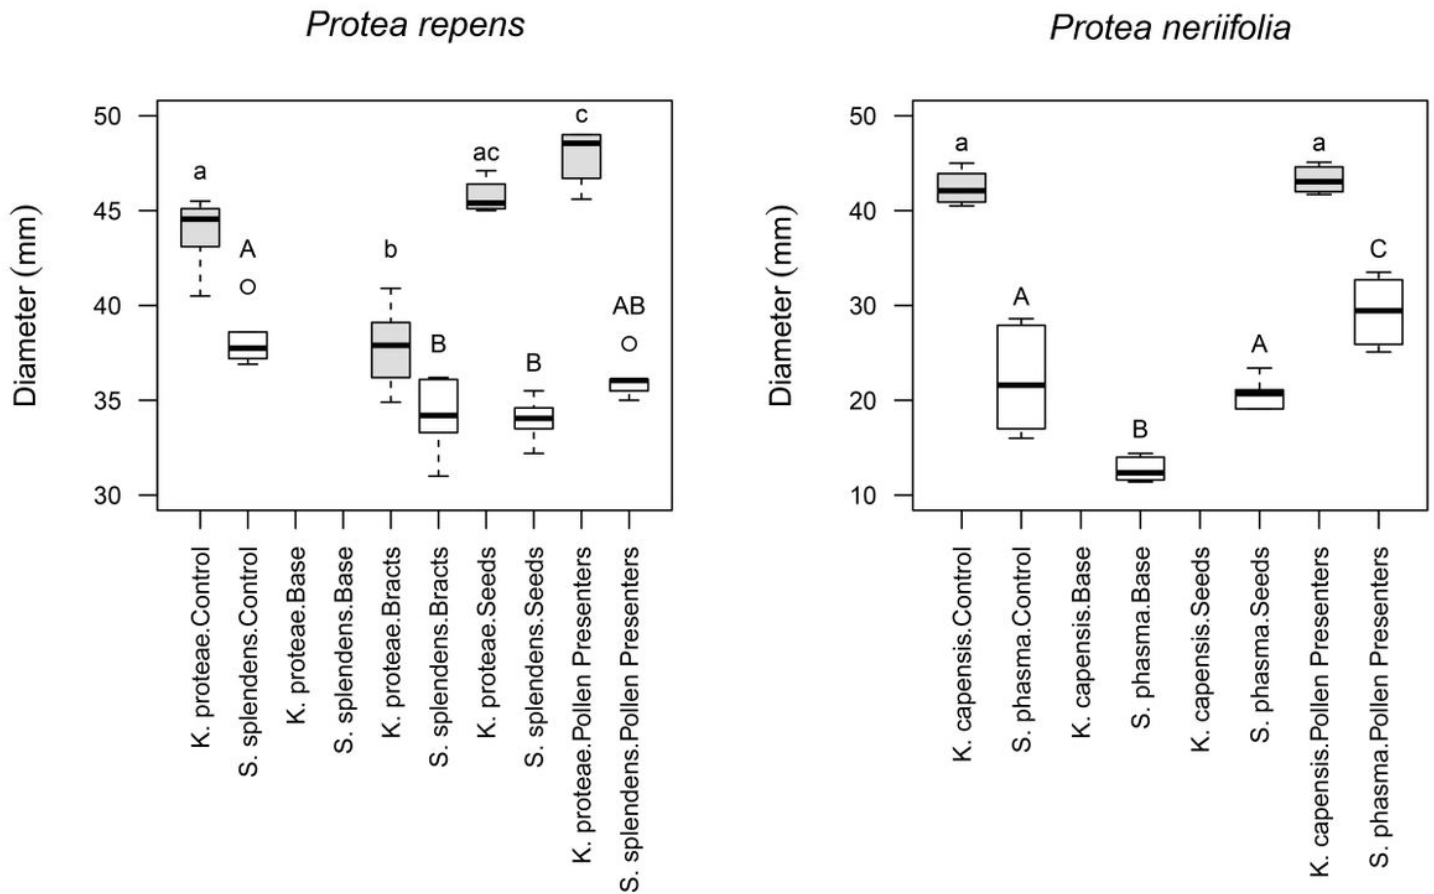 Protea repens
Diameter (mm)
50
45
40
35
30
a
A
b
B
ac
B
c
AB
K. proteae.Control
S. splendens.Control
K. proteae.Base
S. splendens.Base
K. proteae.Bracts
S. splendens.Bracts
K. proteae.Seeds
S. splendens.Seeds
K. proteae.Pollen Presenters
S. splendens.Pollen Presenters
Protea neriifolia
Diameter (mm)
50
40
30
20
10
a
A
B
A
a
C
K. capensis.Control
S. phasma.Control
K. capensis.Base
S. phasma.Base
K. capensis.Seeds
S. phasma.Seeds
K. capensis.Pollen Presenters
S. phasma.Pollen Presenters